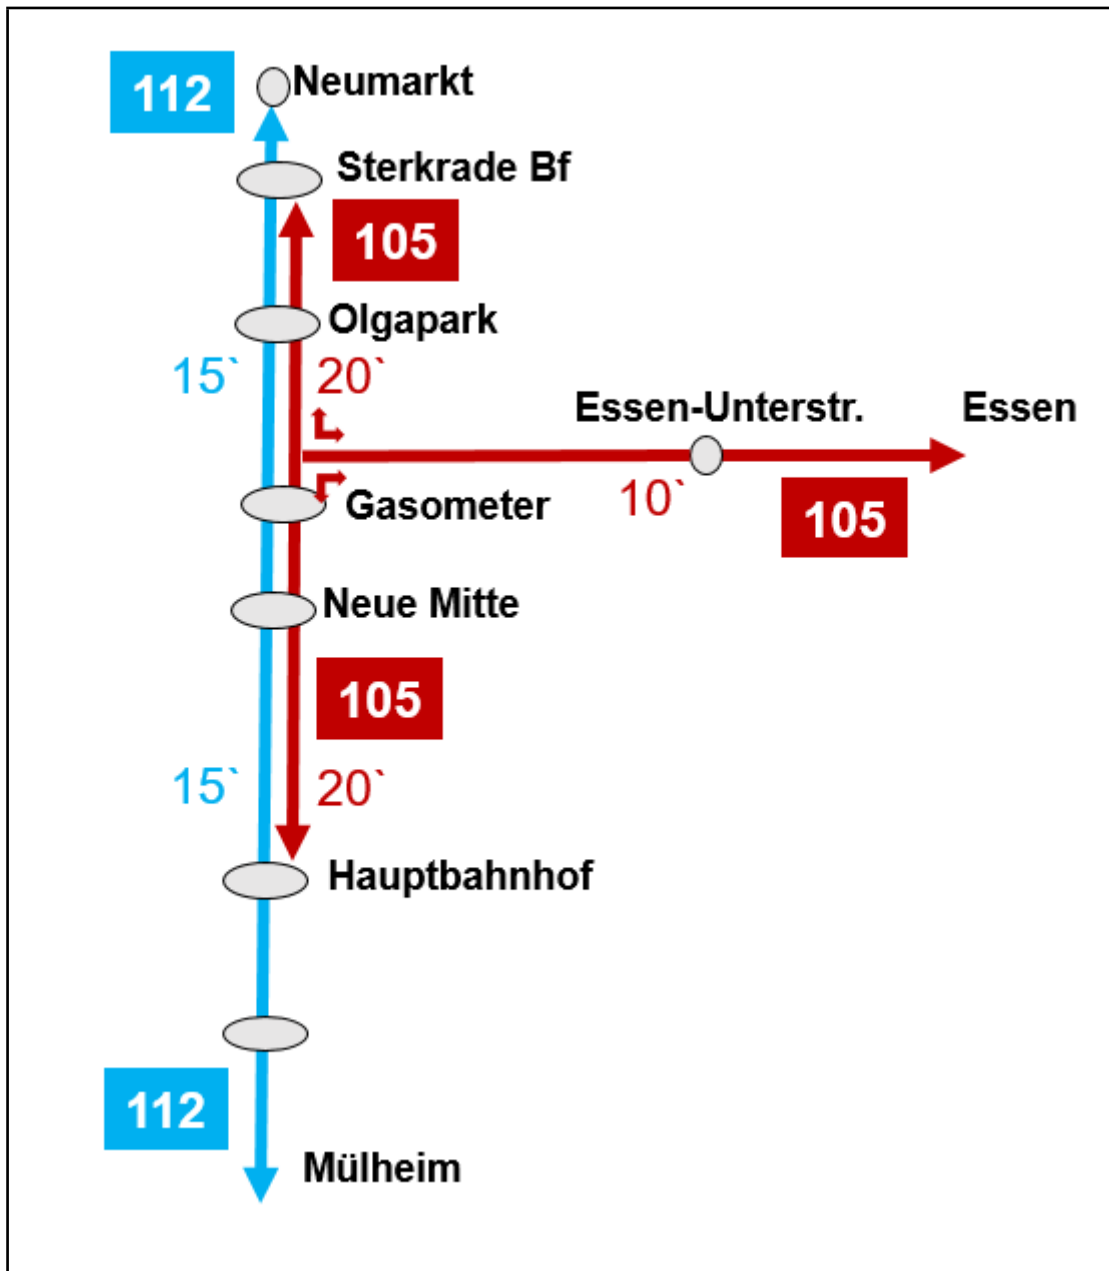 112
Neumarkt
Sterkrade Bf
105
Olgapark
15`
20`
Essen-Unterstr.
Essen
10`
105
Gasometer
Neue Mitte
105
15`
20`
Hauptbahnhof
112
Mülheim